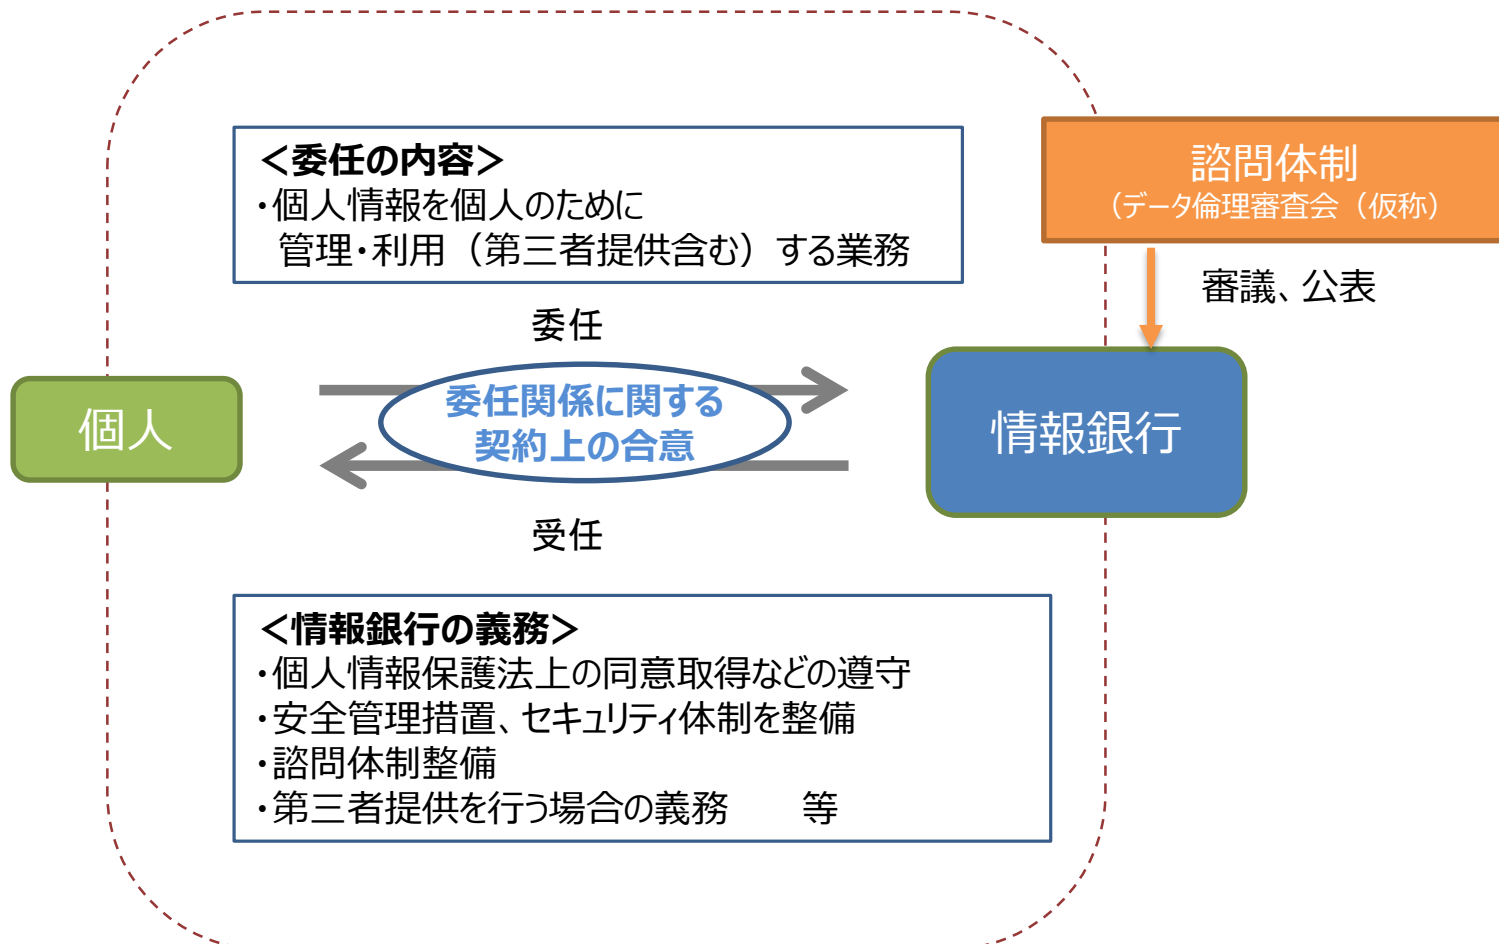 ＜委任の内容＞
・個人情報を個人のために
管理・利用（第三者提供含む）する業務
諮問体制
（データ倫理審査会（仮称）
審議、公表
委任
個人
委任関係に関する
契約上の合意
情報銀行
受任
＜情報銀行の義務＞
・個人情報保護法上の同意取得などの遵守
・安全管理措置、セキュリティ体制を整備
・諮問体制整備
・第三者提供を行う場合の義務　　等